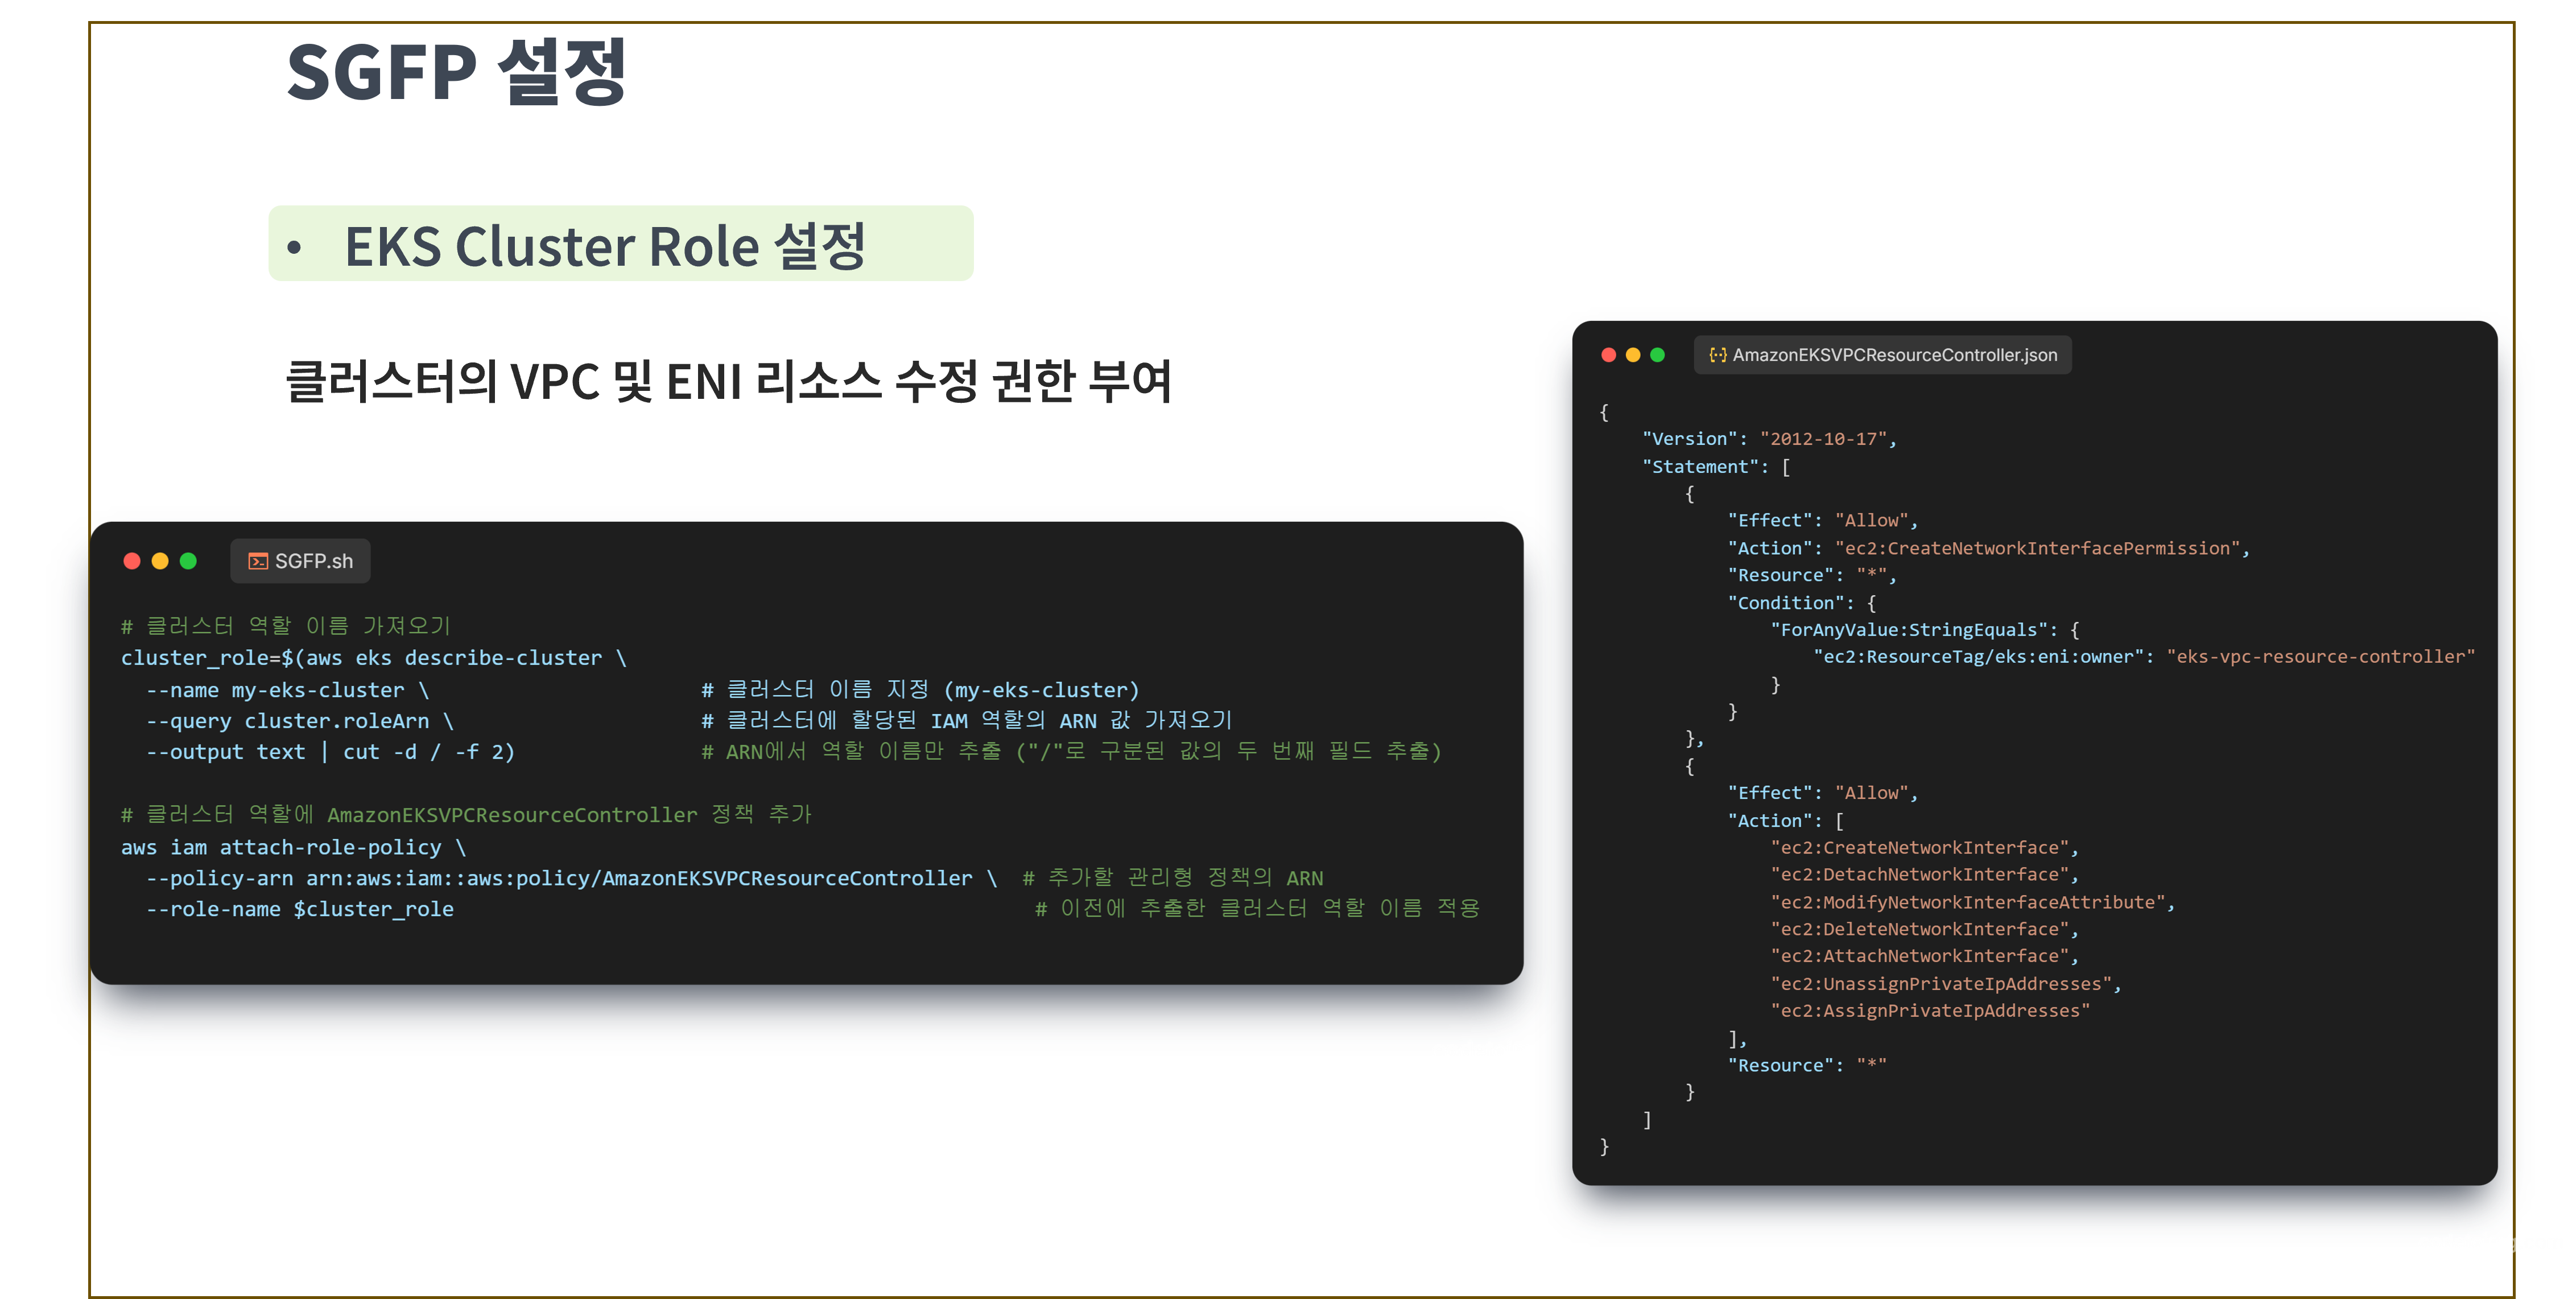 SGFP 설정
• EKS Cluster Role 설정
클러스터의 VPC 및 ENI 리소스 수정 권한 부여
SGFP.sh
# 클러스터 역할 이름 가져오기
cluster_role=$(aws eks describe-cluster \
  --name my-eks-cluster \                      # 클러스터 이름 지정 (my-eks-cluster)
  --query cluster.roleArn \                    # 클러스터에 할당된 IAM 역할의 ARN 값 가져오기
  --output text | cut -d / -f 2)               # ARN에서 역할 이름만 추출 ("/"로 구분된 값의 두 번째 필드 추출)
# 클러스터 역할에 AmazonEKSVPCResourceController 정책 추가
aws iam attach-role-policy \
  --policy-arn arn:aws:iam::aws:policy/AmazonEKSVPCResourceController \  # 추가할 관리형 정책의 ARN
  --role-name $cluster_role                                               # 이전에 추출한 클러스터 역할 이름 적용
AmazonEKSVPCResourceController.json
{
    "Version": "2012-10-17",
    "Statement": [
        {
            "Effect": "Allow",
            "Action": "ec2:CreateNetworkInterfacePermission",
            "Resource": "*",
            "Condition": {
                "ForAnyValue:StringEquals": {
                    "ec2:ResourceTag/eks:eni:owner": "eks-vpc-resource-controller"
                }
            }
        },
        {
            "Effect": "Allow",
            "Action": [
                "ec2:CreateNetworkInterface",
                "ec2:DetachNetworkInterface",
                "ec2:ModifyNetworkInterfaceAttribute",
                "ec2:DeleteNetworkInterface",
                "ec2:AttachNetworkInterface",
                "ec2:UnassignPrivateIpAddresses",
                "ec2:AssignPrivateIpAddresses"
            ],
            "Resource": "*"
        }
    ]
}